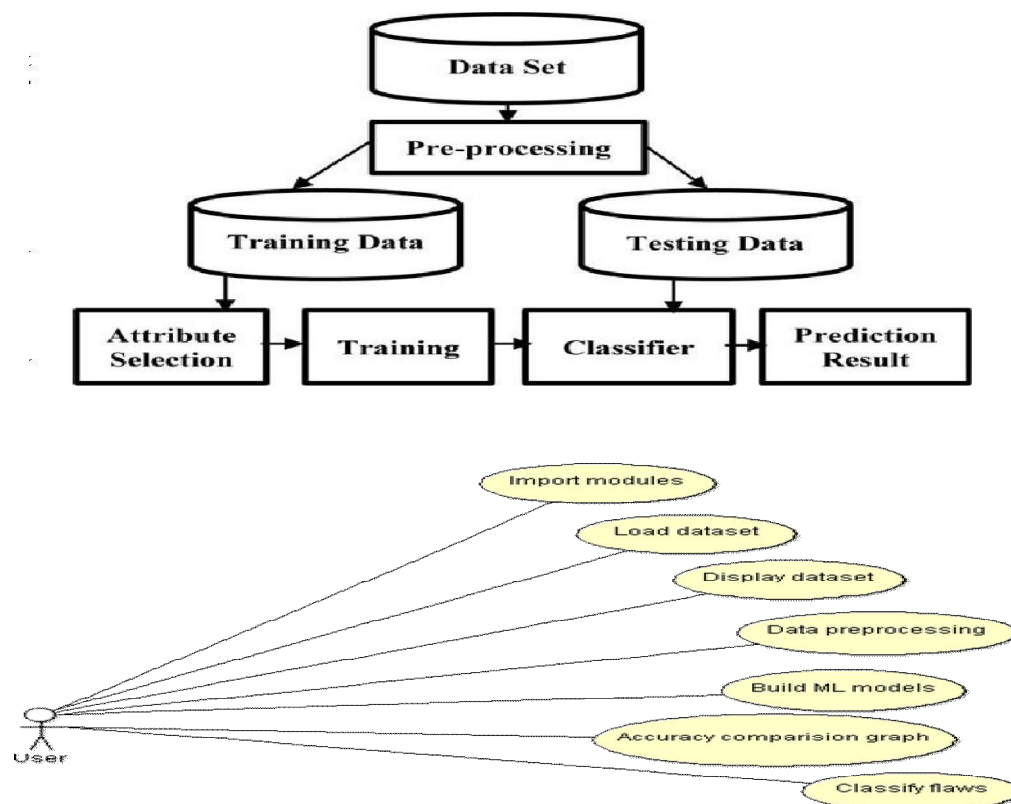 Data Set
Pre-processing
Training Data
Testing Data
Attribute
Selection
Training
Classifier
Prediction
Result
Import modules
Load dataset
Display dataset
Data preprocessing
Build ML models
Accuracy comparision graph
Classify flaws
User